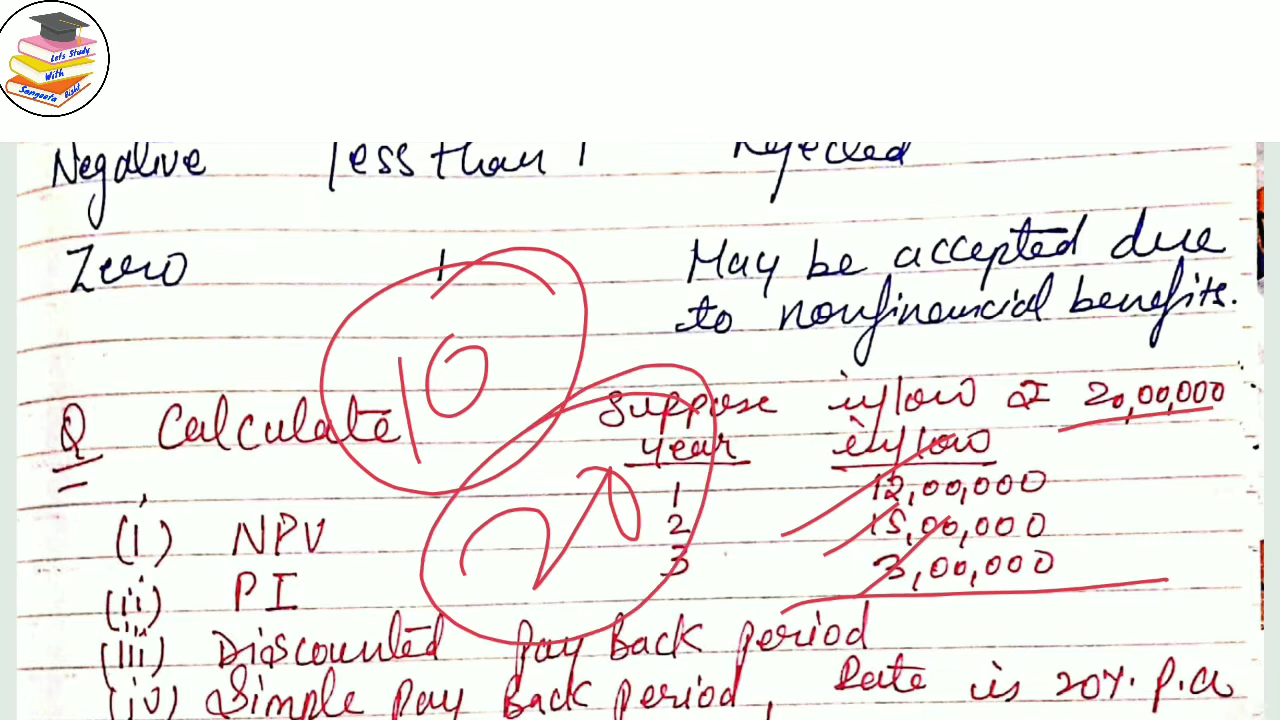 Lets Study
With
Sangeeta Bisht
Negative less than 1 Rejected
Zero 1 May be accepted due
to nonfinancial benefits.
10
Q Calculate Suppose inflow I 20,00,000
year inflow
1 12,00,000
(i) NPV 2 15,00,000
3 3,00,000
(ii) PI
(iii) Discounted Pay Back period
(iv) Simple pay Back period, Rate is 20%. p.a